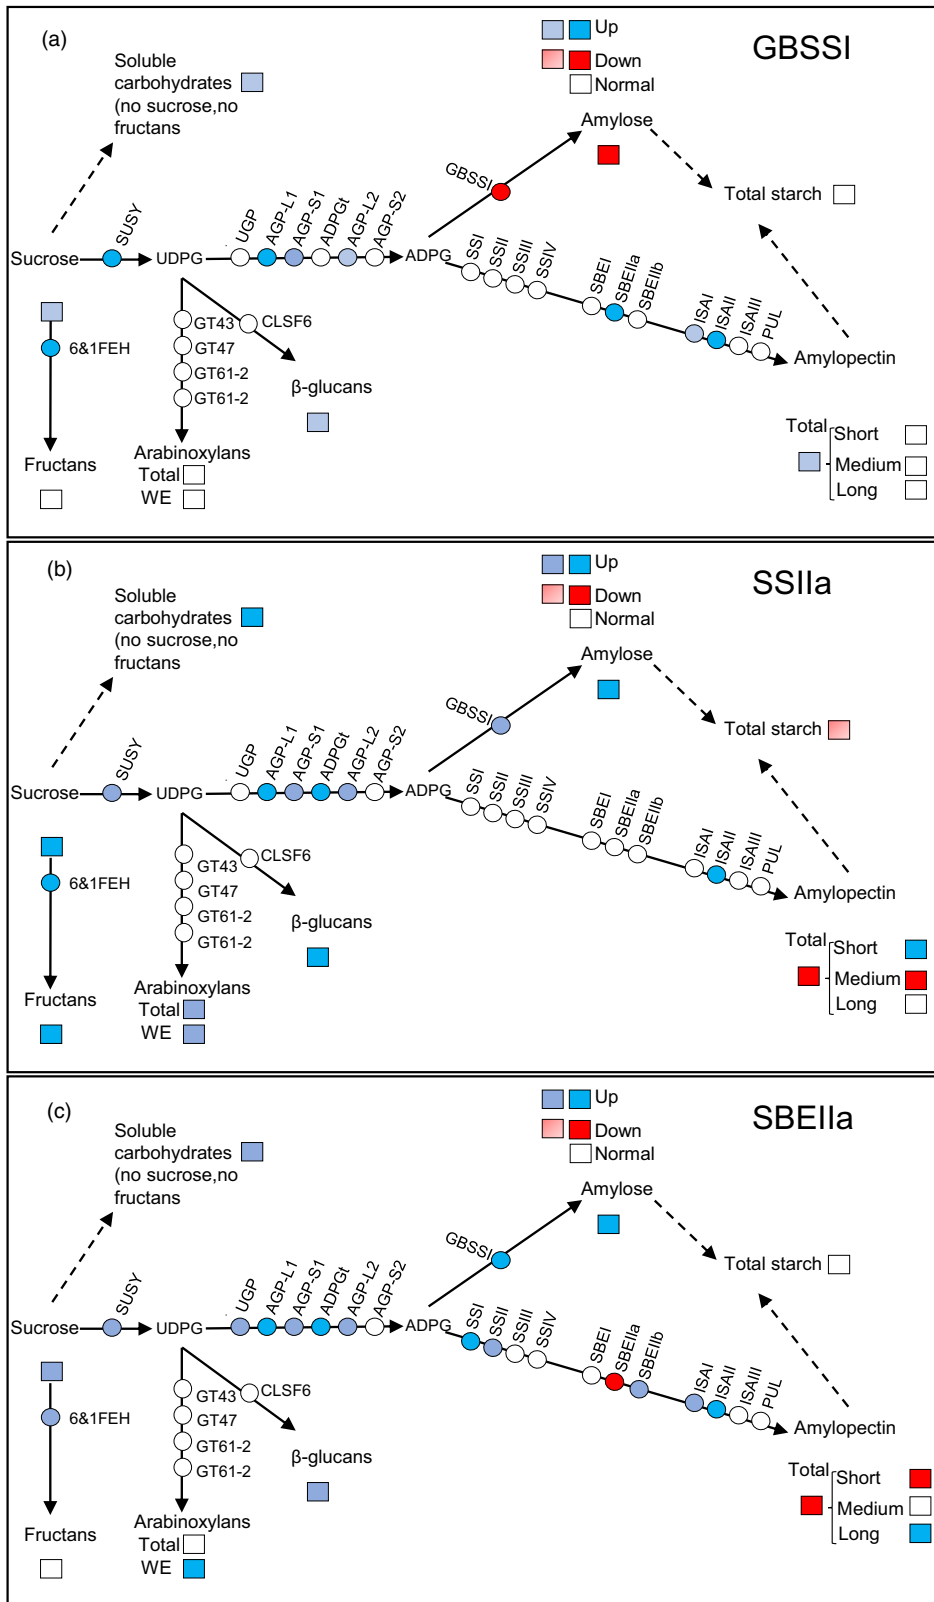 (a)
GBSSI
Up
Down
Normal
Soluble
carbohydrates
(no sucrose,no
fructans
Amylose
GBSSI
Total starch
SUSY
UGP
AGP-L1
AGP-S1
ADPGt
AGP-L2
AGP-S2
Sucrose
UDPG
ADPG
SSI
SSII
SSIII
SSIV
SBEI
SBEIIa
SBEIIb
ISAI
ISAII
ISAIII
PUL
Amylopectin
6&1FEH
GT43
GT47
GT61-2
GT61-2
CLSF6
β-glucans
Fructans
Arabinoxylans
Total
WE
Total
Short
Medium
Long
(b)
SSIIa
Up
Down
Normal
Soluble
carbohydrates
(no sucrose,no
fructans
Amylose
GBSSI
Total starch
SUSY
UGP
AGP-L1
AGP-S1
ADPGt
AGP-L2
AGP-S2
Sucrose
UDPG
ADPG
SSI
SSII
SSIII
SSIV
SBEI
SBEIIa
SBEIIb
ISAI
ISAII
ISAIII
PUL
Amylopectin
6&1FEH
GT43
GT47
GT61-2
GT61-2
CLSF6
β-glucans
Fructans
Arabinoxylans
Total
WE
Total
Short
Medium
Long
(c)
SBEIIa
Up
Down
Normal
Soluble
carbohydrates
(no sucrose,no
fructans
Amylose
GBSSI
Total starch
SUSY
UGP
AGP-L1
AGP-S1
ADPGt
AGP-L2
AGP-S2
Sucrose
UDPG
ADPG
SSI
SSII
SSIII
SSIV
SBEI
SBEIIa
SBEIIb
ISAI
ISAII
ISAIII
PUL
Amylopectin
6&1FEH
GT43
GT47
GT61-2
GT61-2
CLSF6
β-glucans
Fructans
Arabinoxylans
Total
WE
Total
Short
Medium
Long